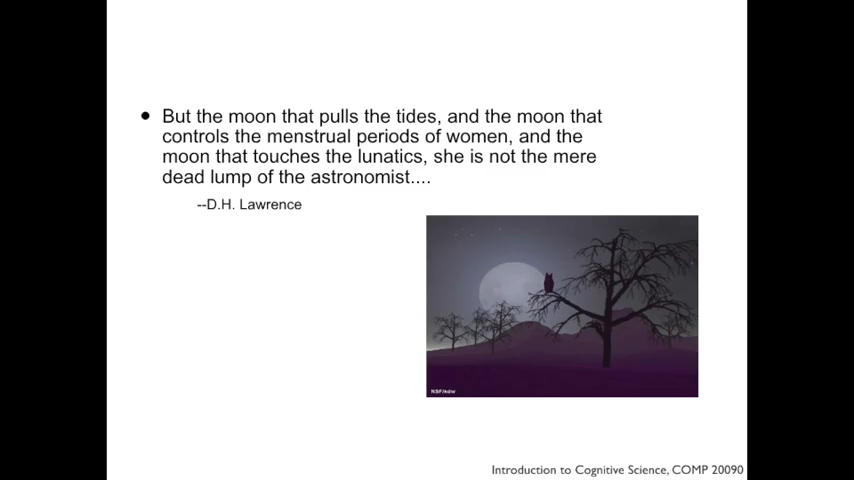 • But the moon that pulls the tides, and the moon that
controls the menstrual periods of women, and the
moon that touches the lunatics, she is not the mere
dead lump of the astronomist....
--D.H. Lawrence
NSF/ndw
Introduction to Cognitive Science, COMP 20090